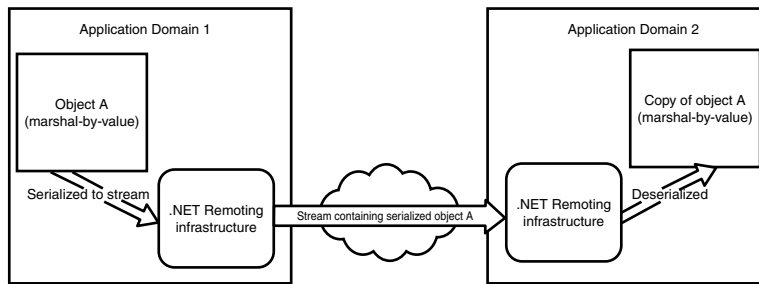 Application Domain 1
Object A
(marshal-by-value)
Serialized to stream
.NET Remoting
infrastructure
Stream containing serialized object A
Application Domain 2
Copy of object A
(marshal-by-value)
.NET Remoting
infrastructure
Deserialized